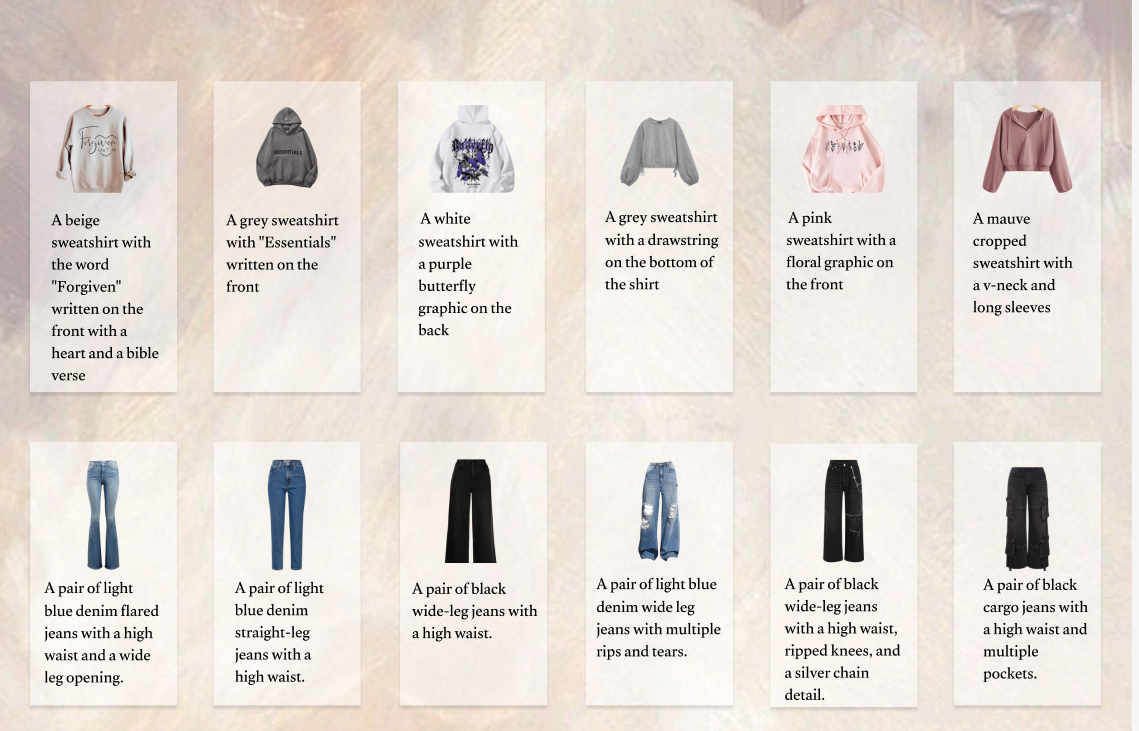 Forgiven
ESSENTIALS
Butterfly
A beige
sweatshirt with
the word
"Forgiven"
written on the
front with a
heart and a bible
verse
A grey sweatshirt
with "Essentials"
written on the
front
A white
sweatshirt with
a purple
butterfly
graphic on the
back
A grey sweatshirt
with a drawstring
on the bottom of
the shirt
A pink
sweatshirt with a
floral graphic on
the front
A mauve
cropped
sweatshirt with
a v-neck and
long sleeves
A pair of light
blue denim flared
jeans with a high
waist and a wide
leg opening.
A pair of light
blue denim
straight-leg
jeans with a
high waist.
A pair of black
wide-leg jeans with
a high waist.
A pair of light blue
denim wide leg
jeans with multiple
rips and tears.
A pair of black
wide-leg jeans
with a high waist,
ripped knees, and
a silver chain
detail.
A pair of black
cargo jeans with
a high waist and
multiple
pockets.